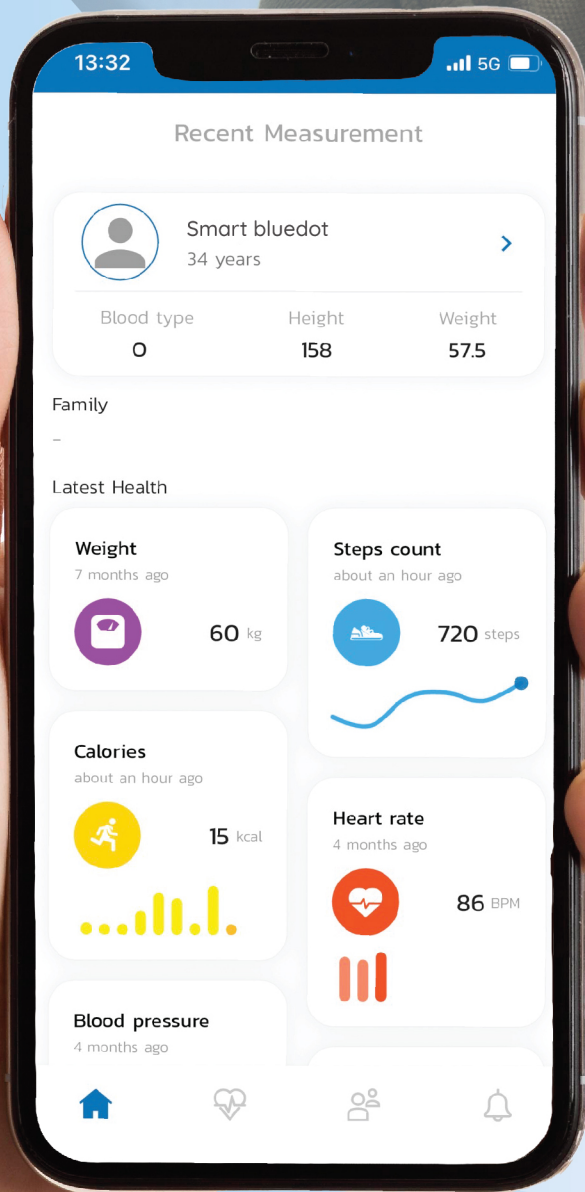 13:32
5G
Recent Measurement
Smart bluedot
34 years
Blood type Height Weight
O 158 57.5
Family
-
Latest Health
Weight
7 months ago
60 kg
Steps count
about an hour ago
720 steps
Calories
about an hour ago
15 kcal
Heart rate
4 months ago
86 BPM
Blood pressure
4 months ago